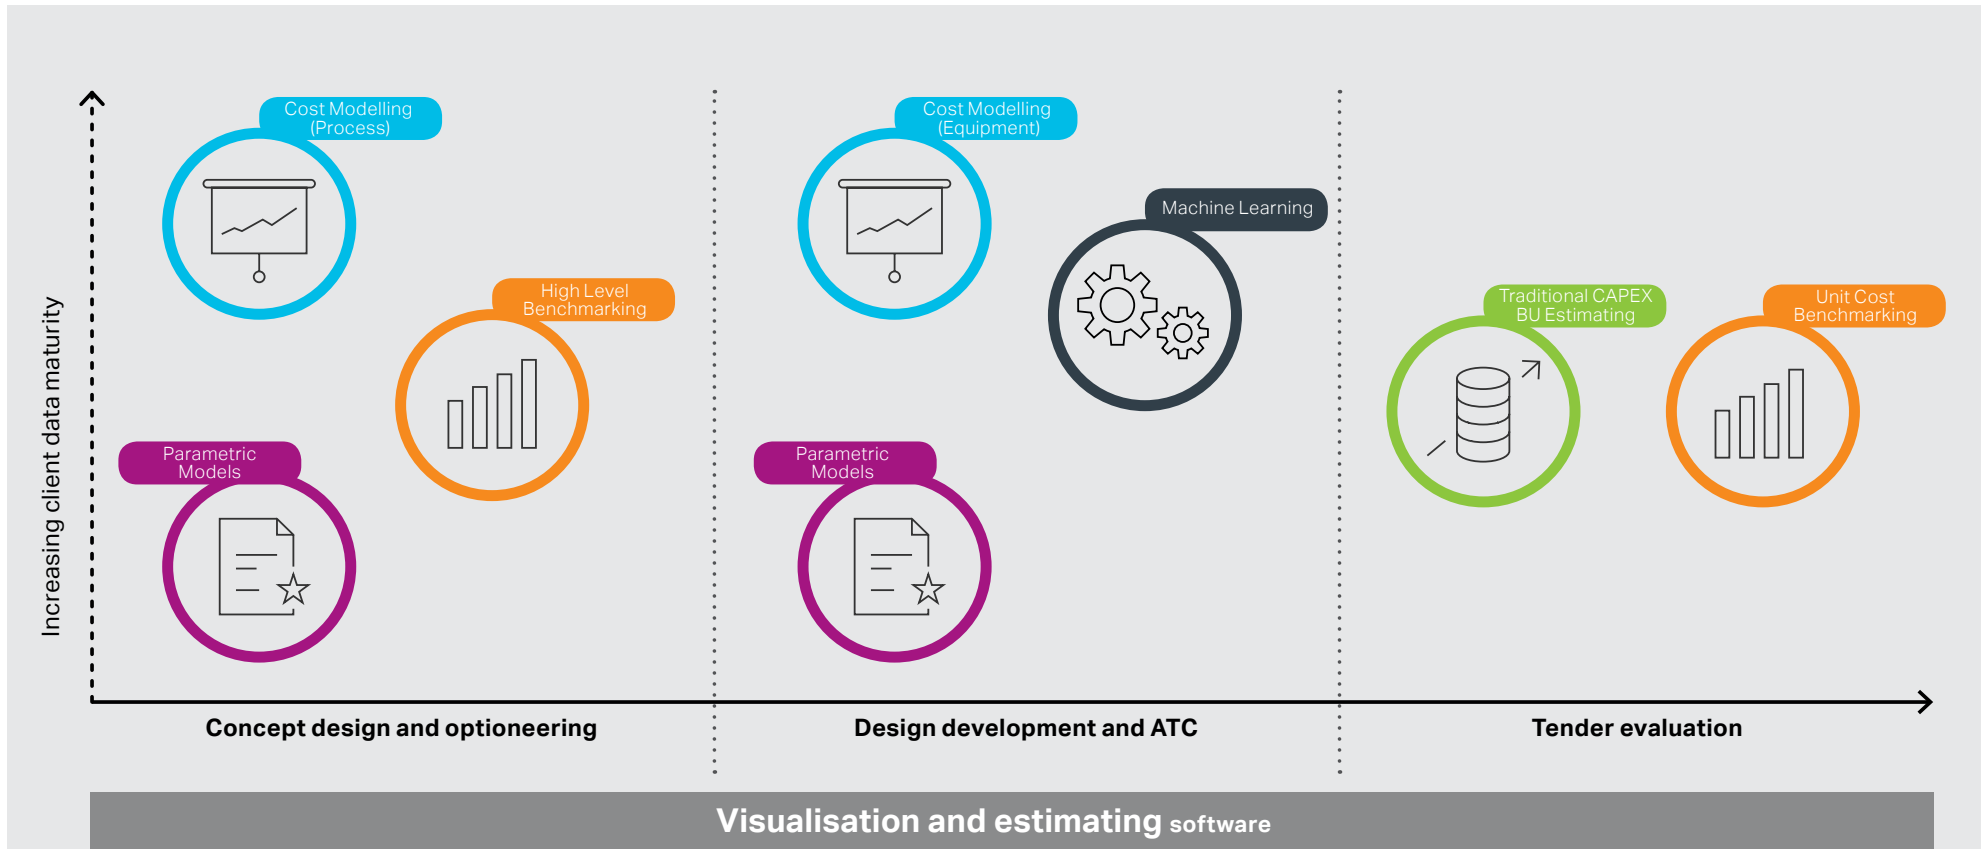 Cost Modelling
(Process)
High Level
Benchmarking
Parametric
Models
Cost Modelling
(Equipment)
Machine Learning
Parametric
Models
Traditional CAPEX
BU Estimating
Unit Cost
Benchmarking
Increasing client data maturity
Concept design and optioneering
Design development and ATC
Tender evaluation
Visualisation and estimating software